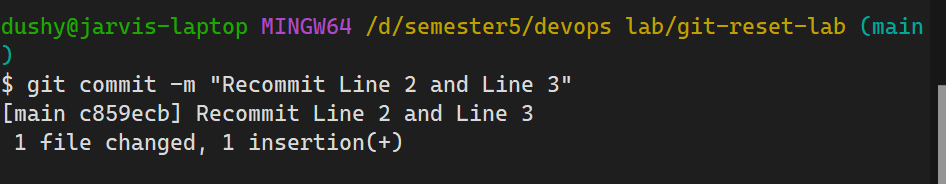 dushy@jarvis-laptop MINGW64 /d/semester5/devops lab/git-reset-lab (main
)
$ git commit -m "Recommit Line 2 and Line 3"
[main c859ecb] Recommit Line 2 and Line 3
 1 file changed, 1 insertion(+)